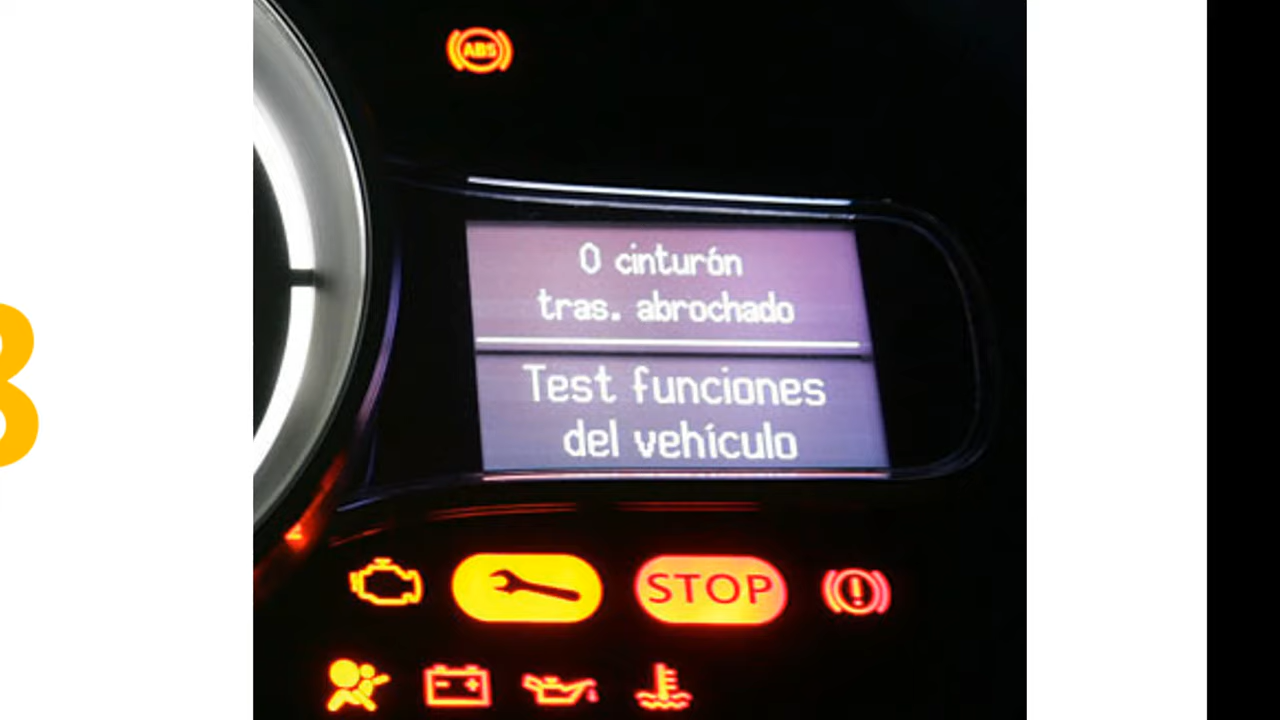 ABS
0 cinturón
tras. abrochado
Test funciones
del vehículo
STOP